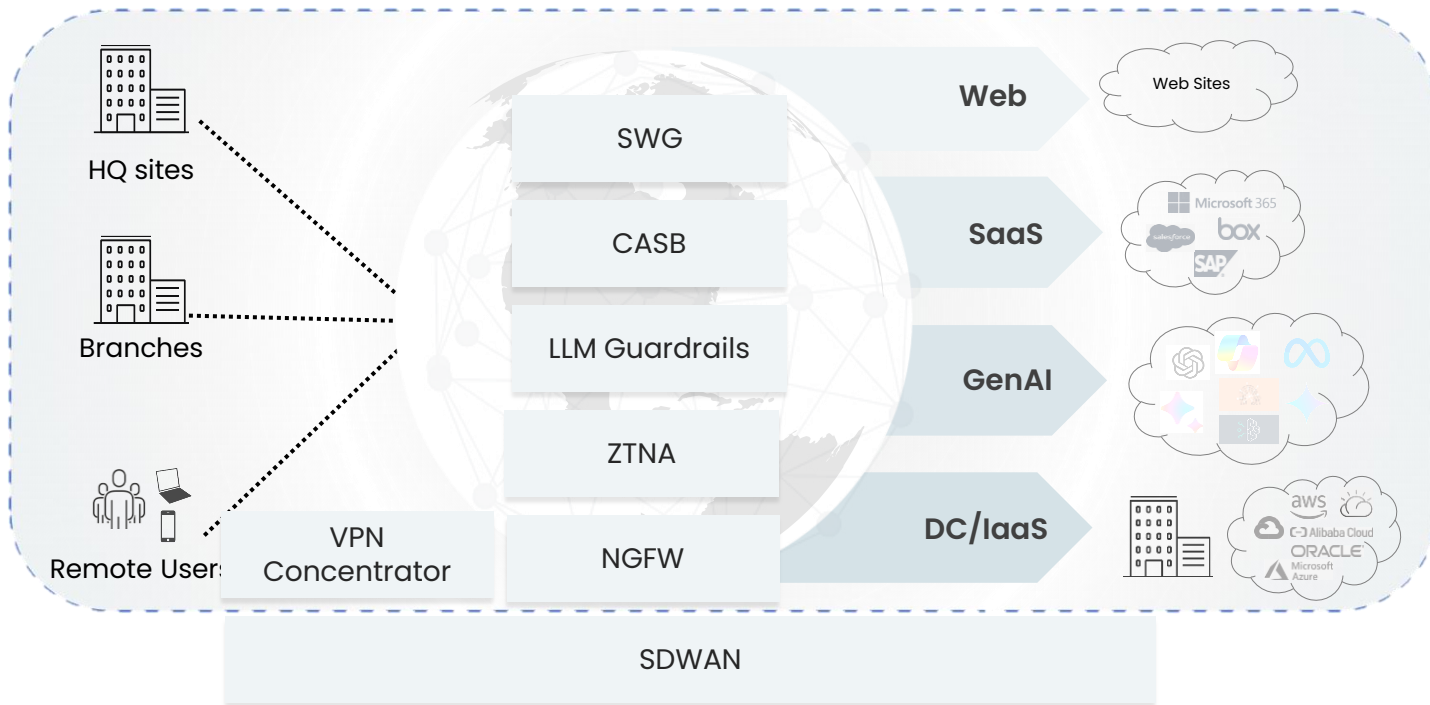 HQ sites
Branches
Remote Users
VPN
Concentrator
SWG
CASB
LLM Guardrails
ZTNA
NGFW
SDWAN
Web
SaaS
GenAI
DC/IaaS
Web Sites
Microsoft 365
salesforce
box
SAP
aws
Alibaba Cloud
ORACLE
Microsoft
Azure